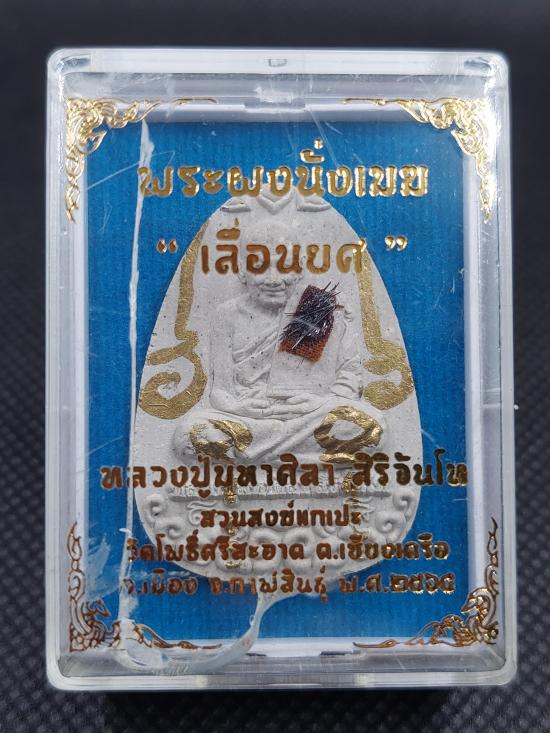 พระผงนั่งเมฆ
“ เลื่อนยศ ”
หลวงปู่มหาศิลา สิริจันโท
สวนสงฆ์แกเปะ
วัดโพธิ์ศรีสะอาด ต.เชียงเครือ
อ.เมือง จ.กาฬสินธุ์ พ.ศ.๒๕๖๕